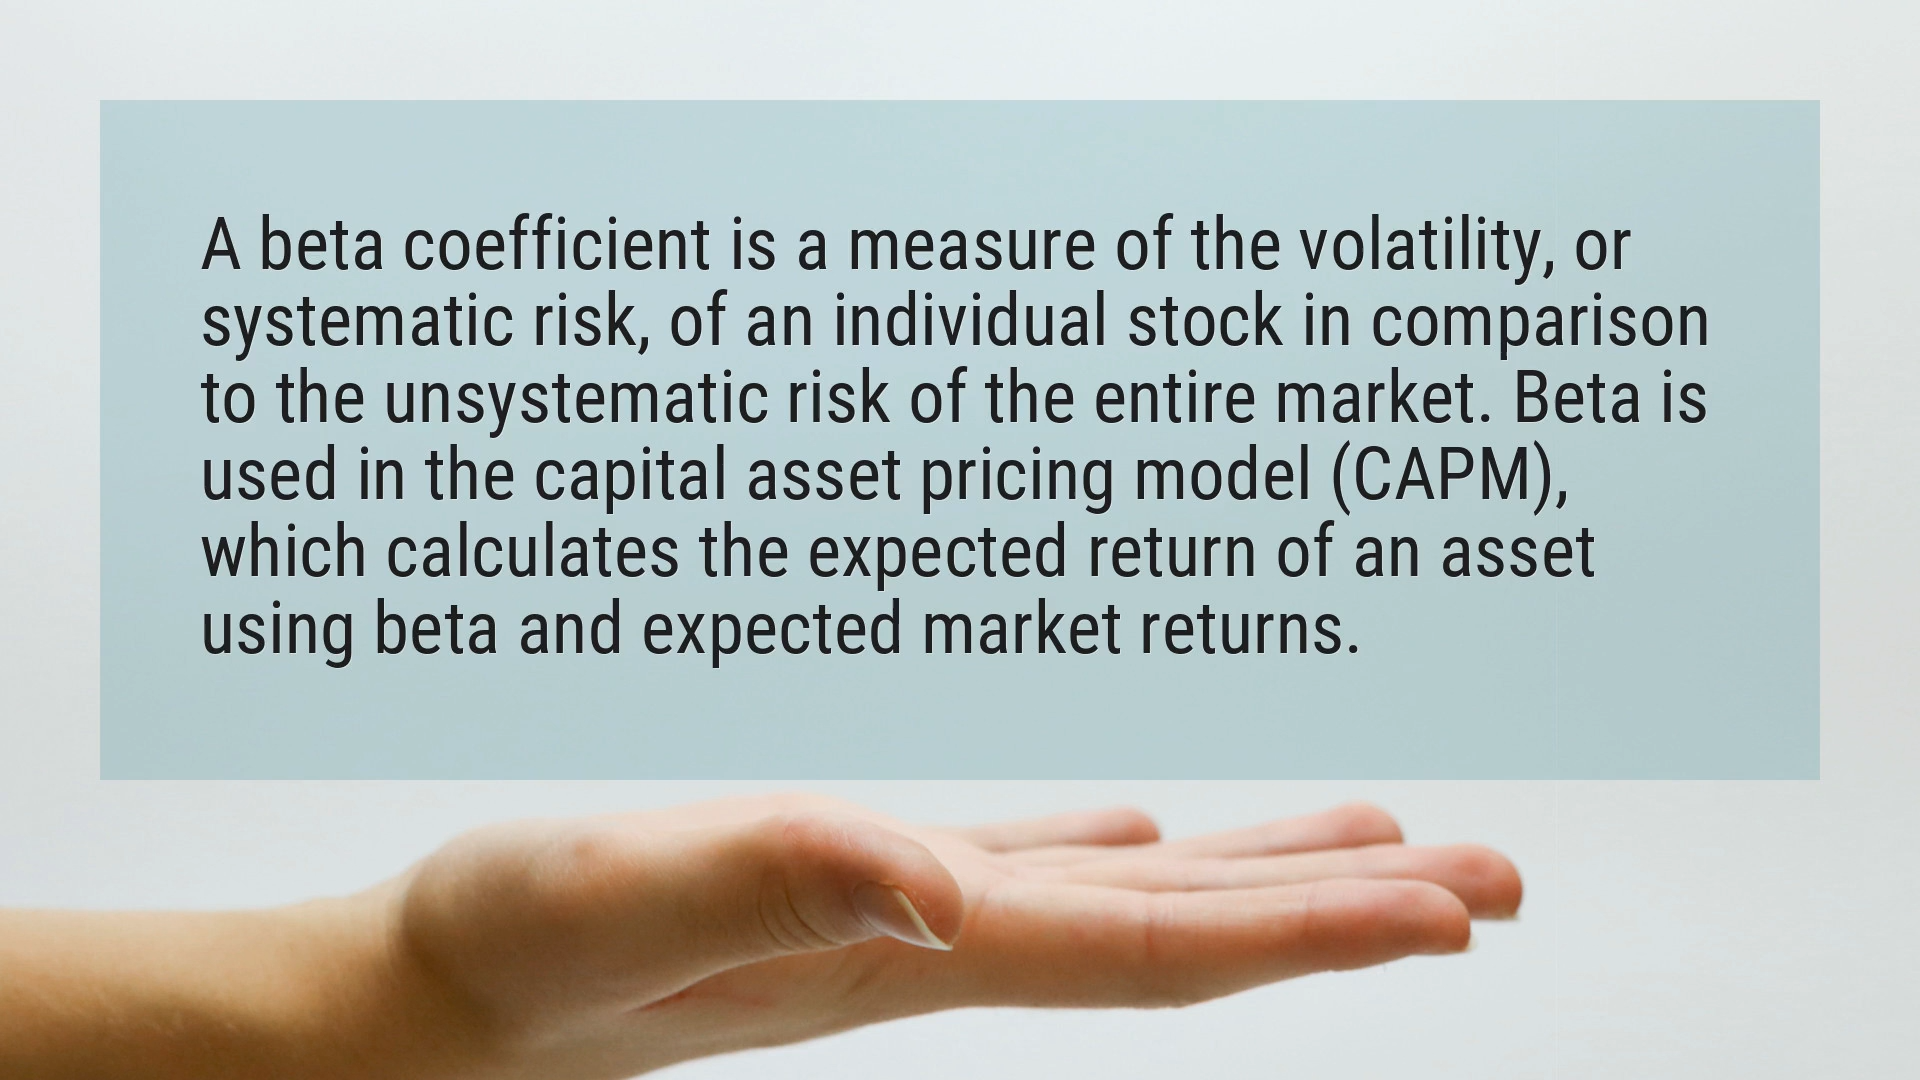 A beta coefficient is a measure of the volatility, or
systematic risk, of an individual stock in comparison
to the unsystematic risk of the entire market. Beta is
used in the capital asset pricing model (CAPM),
which calculates the expected return of an asset
using beta and expected market returns.